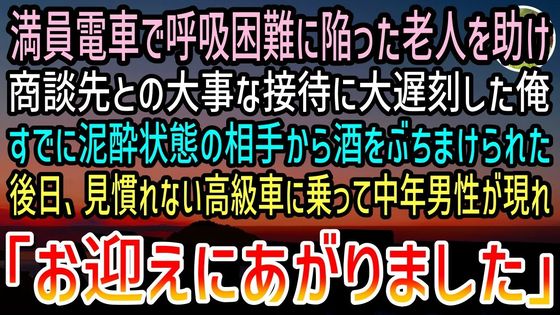 満員電車で呼吸困難に陥った老人を助け
商談先との大事な接待に大遅刻した俺
すでに泥酔状態の相手から酒をぶちまけられた
後日、見慣れない高級車に乗って中年男性が現れ
「お迎えにあがりました」